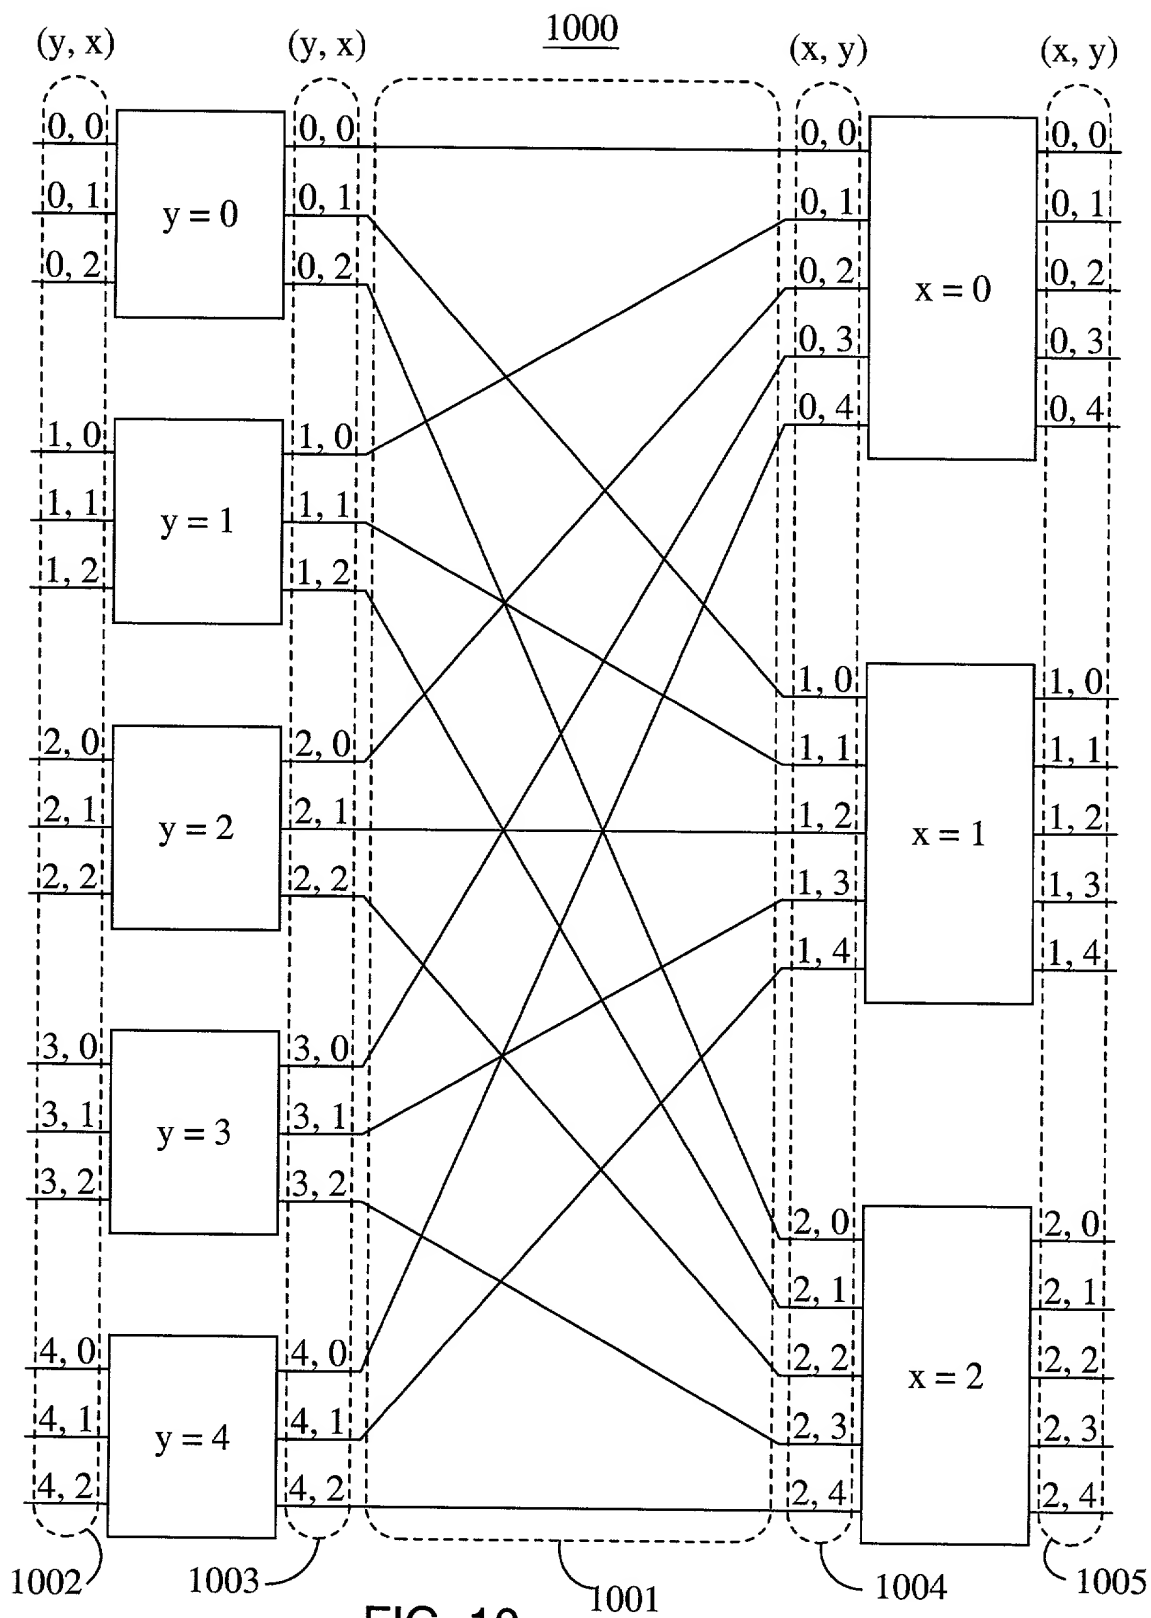 1000
(y, x) (y, x) (x, y) (x, y)
0, 0 0, 0 0, 0 0, 0
0, 1 y = 0 0, 1 0, 1 0, 1
0, 2 0, 2 0, 2 x = 0 0, 2
0, 3 0, 3
0, 4 0, 4
1, 0 1, 0
1, 1 y = 1 1, 1
1, 2 1, 2
1, 0 1, 0
2, 0 2, 0 1, 1 1, 1
2, 1 y = 2 2, 1 1, 2 x = 1 1, 2
2, 2 2, 2 1, 3 1, 3
1, 4 1, 4
3, 0 3, 0
3, 1 y = 3 3, 1
3, 2 3, 2
2, 0 2, 0
2, 1 2, 1
4, 0 4, 0 2, 2 x = 2 2, 2
4, 1 y = 4 4, 1 2, 3 2, 3
4, 2 4, 2 2, 4 2, 4
1002 1003 1001 1004 1005
FIG. 10